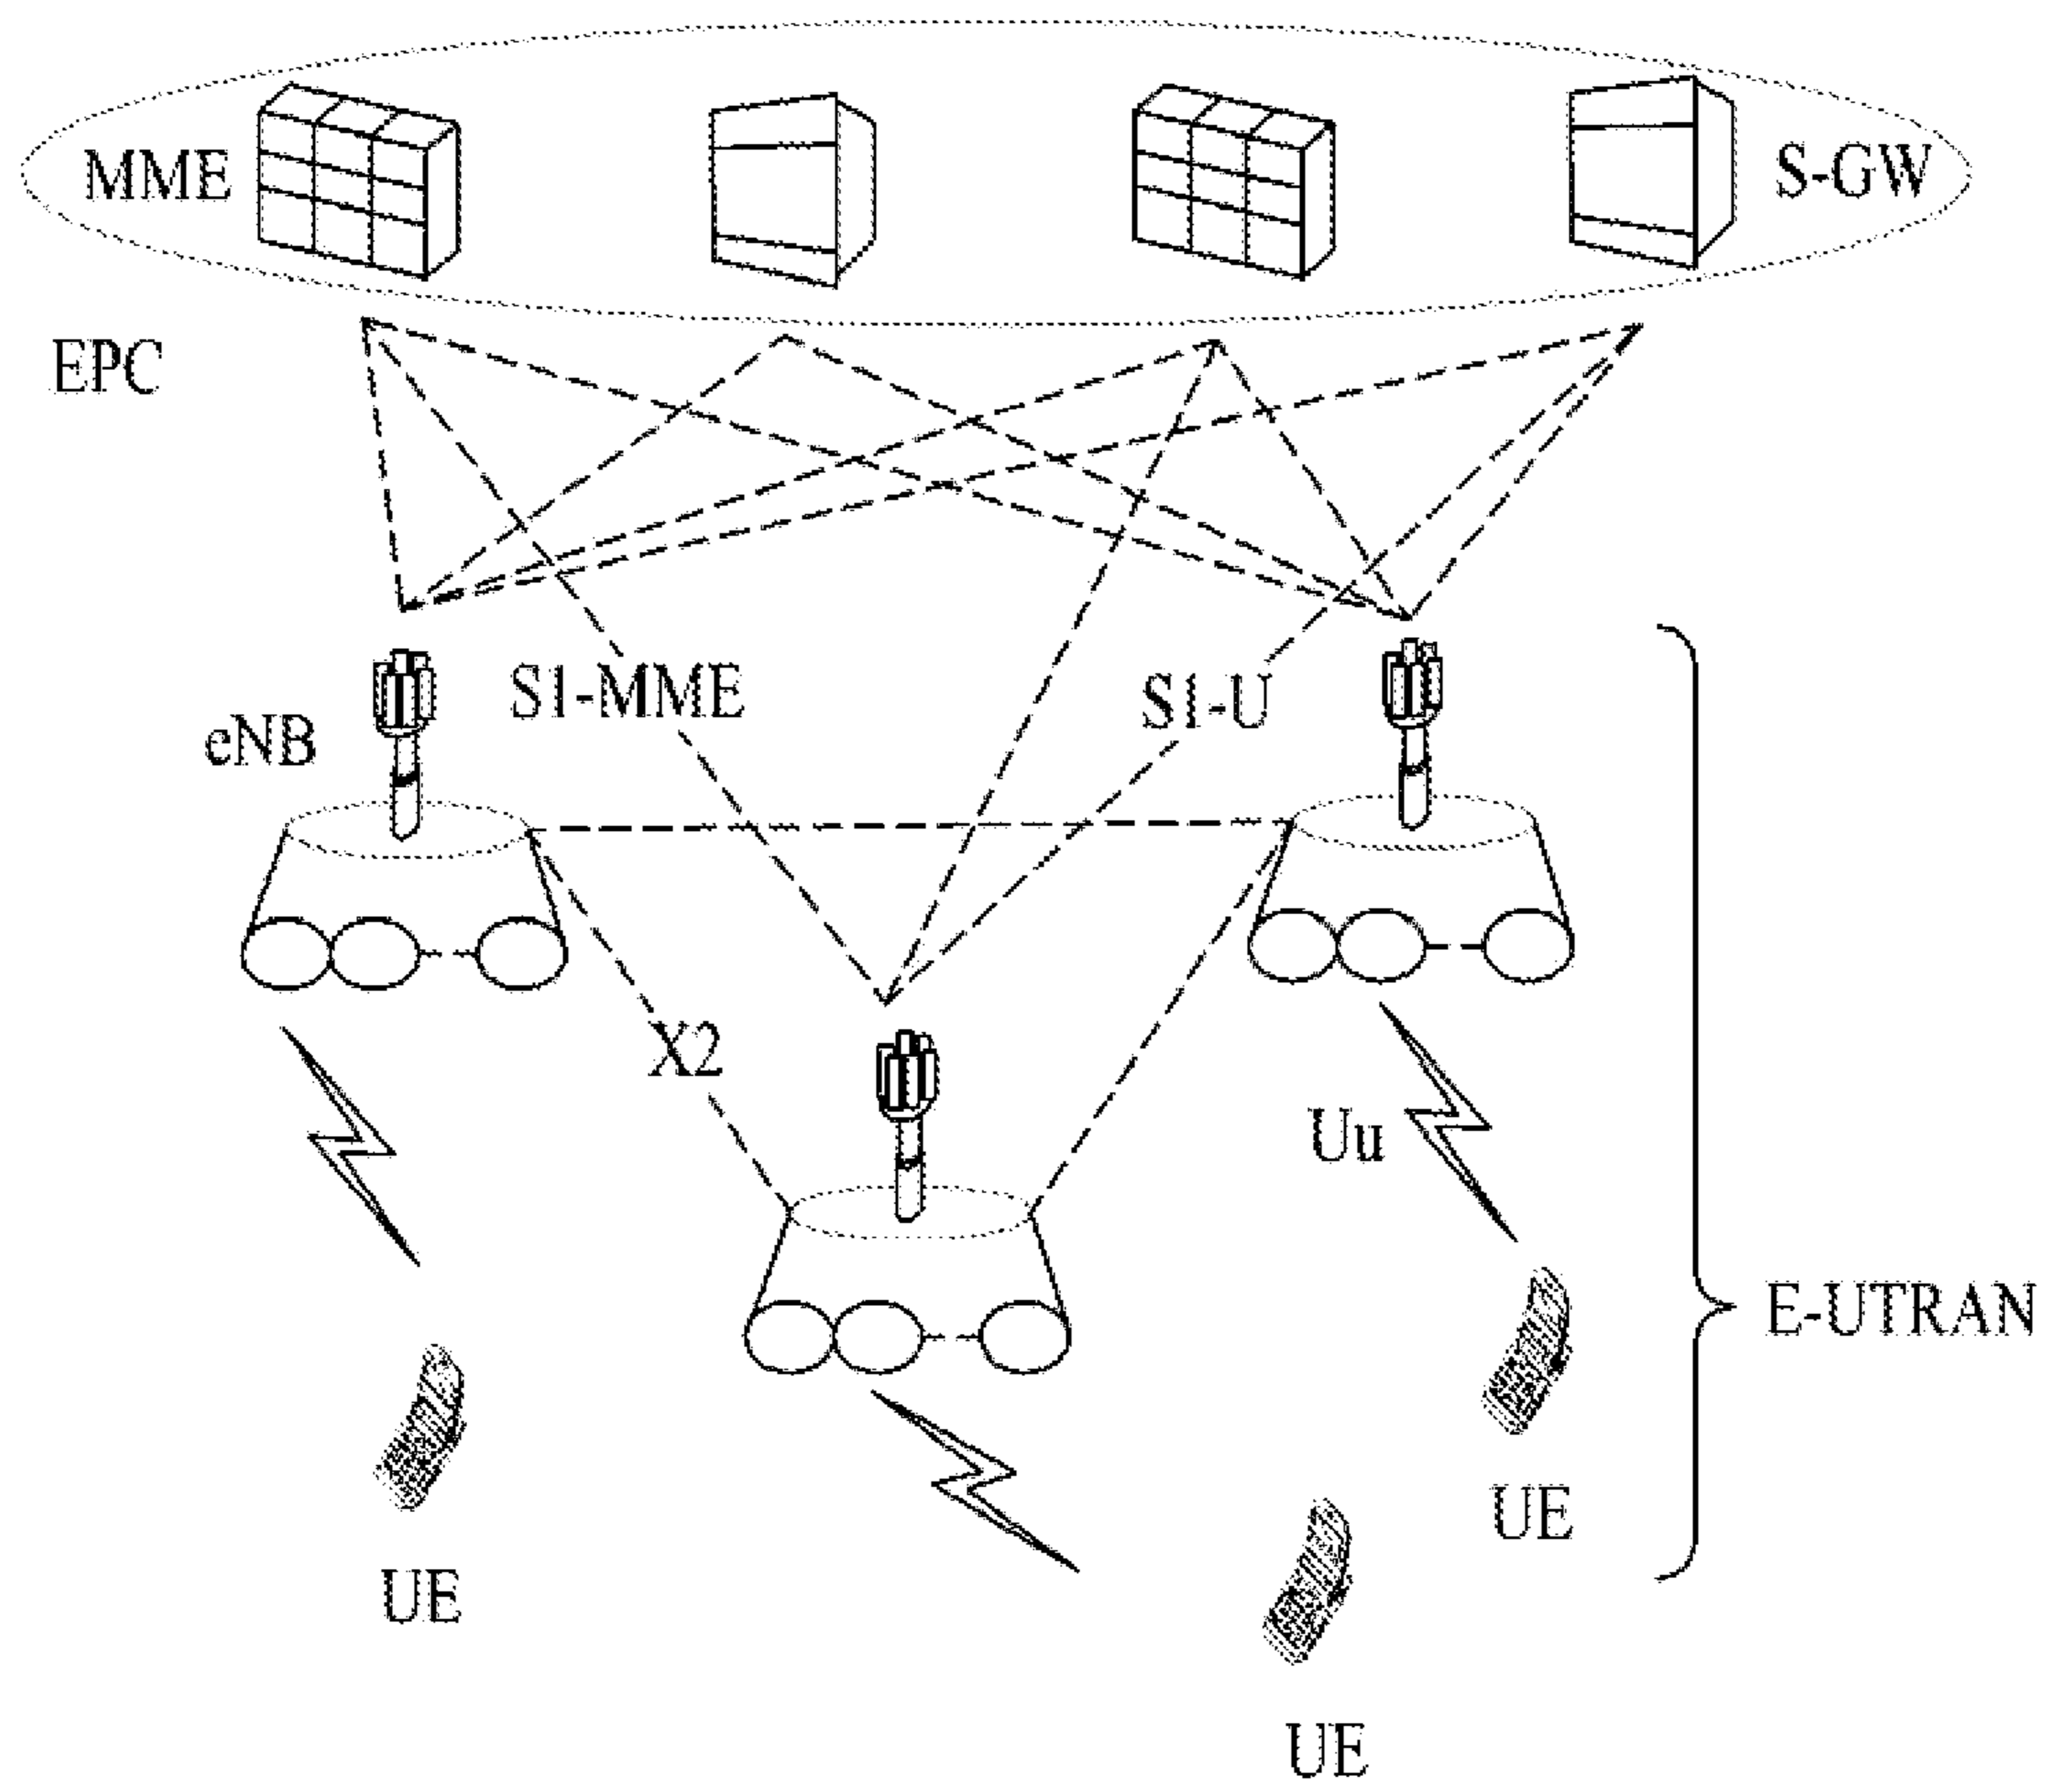 MME
S-GW
EPC
S1-MME
S1-U
eNB
X2
Uu
E-UTRAN
UE
UE
UE